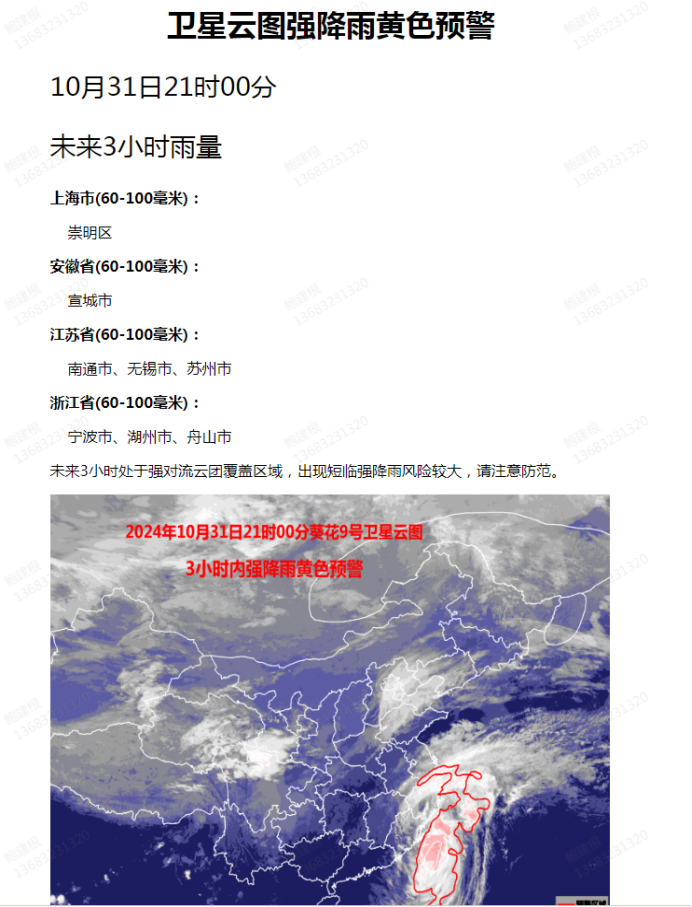 卫星云图强降雨黄色预警
10月31日21时00分
未来3小时雨量
上海市(60-100毫米)：
崇明区
安徽省(60-100毫米)：
宣城市
江苏省(60-100毫米)：
南通市、无锡市、苏州市
浙江省(60-100毫米)：
宁波市、湖州市、舟山市
未来3小时处于强对流云团覆盖区域，出现短临强降雨风险较大，请注意防范。
2024年10月31日21时00分葵花9号卫星云图
3小时内强降雨黄色预警